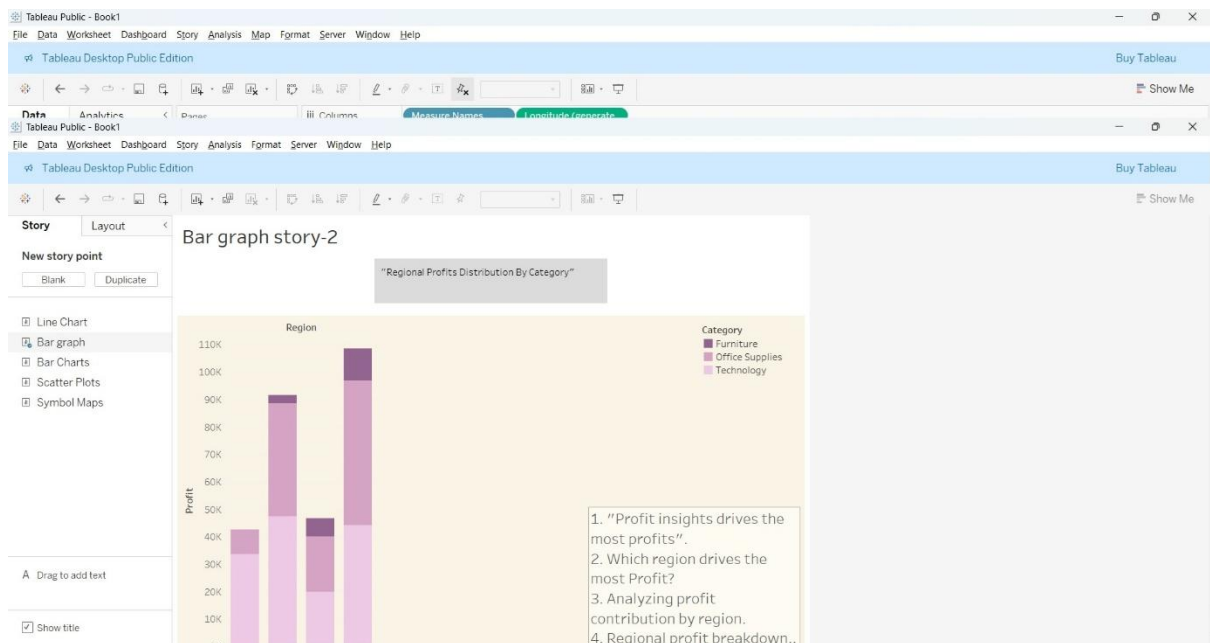 Tableau Public - Book1
File Data Worksheet Dashboard Story Analysis Map Format Server Window Help
Tableau Desktop Public Edition Buy Tableau
Show Me
Data Analytics Pages Columns Measure Names Longitude (generate
Tableau Public - Book1
File Data Worksheet Dashboard Story Analysis Format Server Window Help
Tableau Desktop Public Edition Buy Tableau
Show Me
Story Layout
Bar graph story-2
New story point
Blank Duplicate
"Regional Profits Distribution By Category"
Line Chart
Bar graph
Bar Charts
Scatter Plots
Symbol Maps
A Drag to add text
Show title
Region
Profit
110K
100K
90K
80K
70K
60K
50K
40K
30K
20K
10K
Category
Furniture
Office Supplies
Technology
1. "Profit insights drives the
most profits".
2. Which region drives the
most Profit?
3. Analyzing profit
contribution by region.
4. Regional profit breakdown..